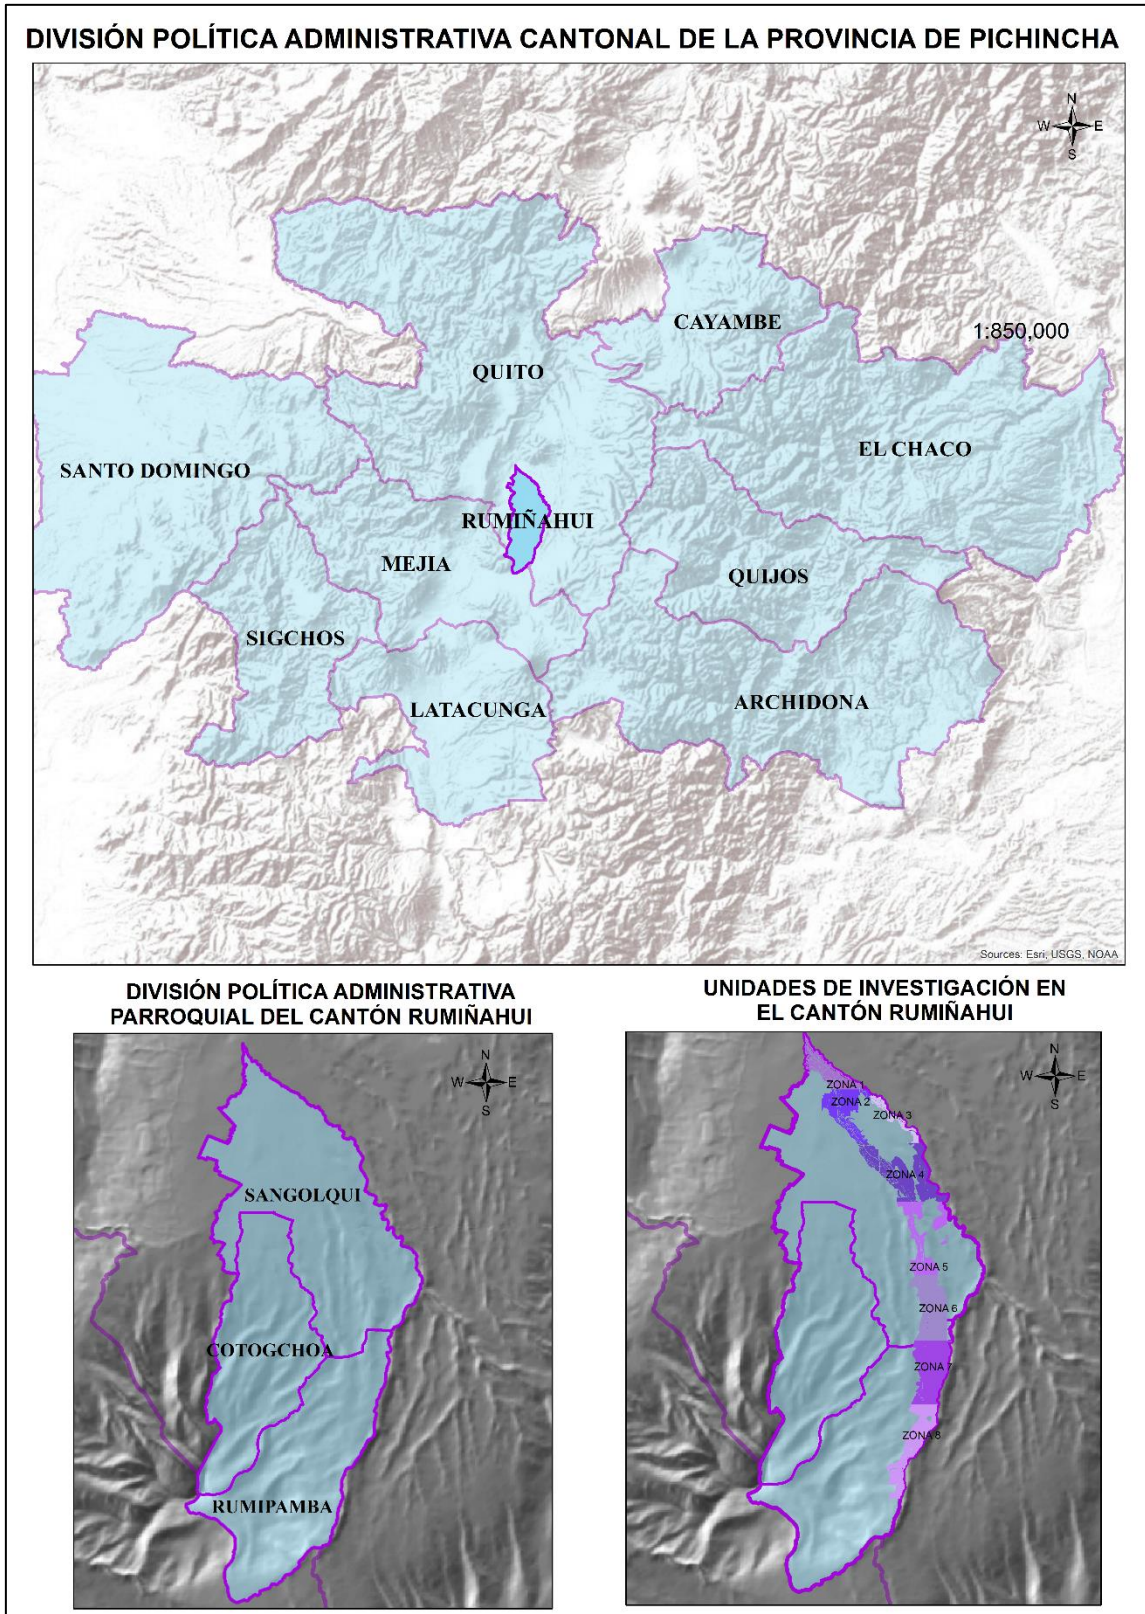 DIVISIÓN POLÍTICA ADMINISTRATIVA CANTONAL DE LA PROVINCIA DE PICHINCHA
N
W E
S
CAYAMBE
1:850,000
QUITO
EL CHACO
SANTO DOMINGO
RUMIÑAHUI
MEJIA
QUIJOS
SIGCHOS
ARCHIDONA
LATACUNGA
Sources: Esri, USGS, NOAA
DIVISIÓN POLÍTICA ADMINISTRATIVA
PARROQUIAL DEL CANTÓN RUMIÑAHUI
N
W E
S
SANGOLQUI
COTOGCHOA
RUMIPAMBA
UNIDADES DE INVESTIGACIÓN EN
EL CANTÓN RUMIÑAHUI
N
W E
S
ZONA 1
ZONA 2
ZONA 3
ZONA 4
ZONA 5
ZONA 6
ZONA 7
ZONA 8